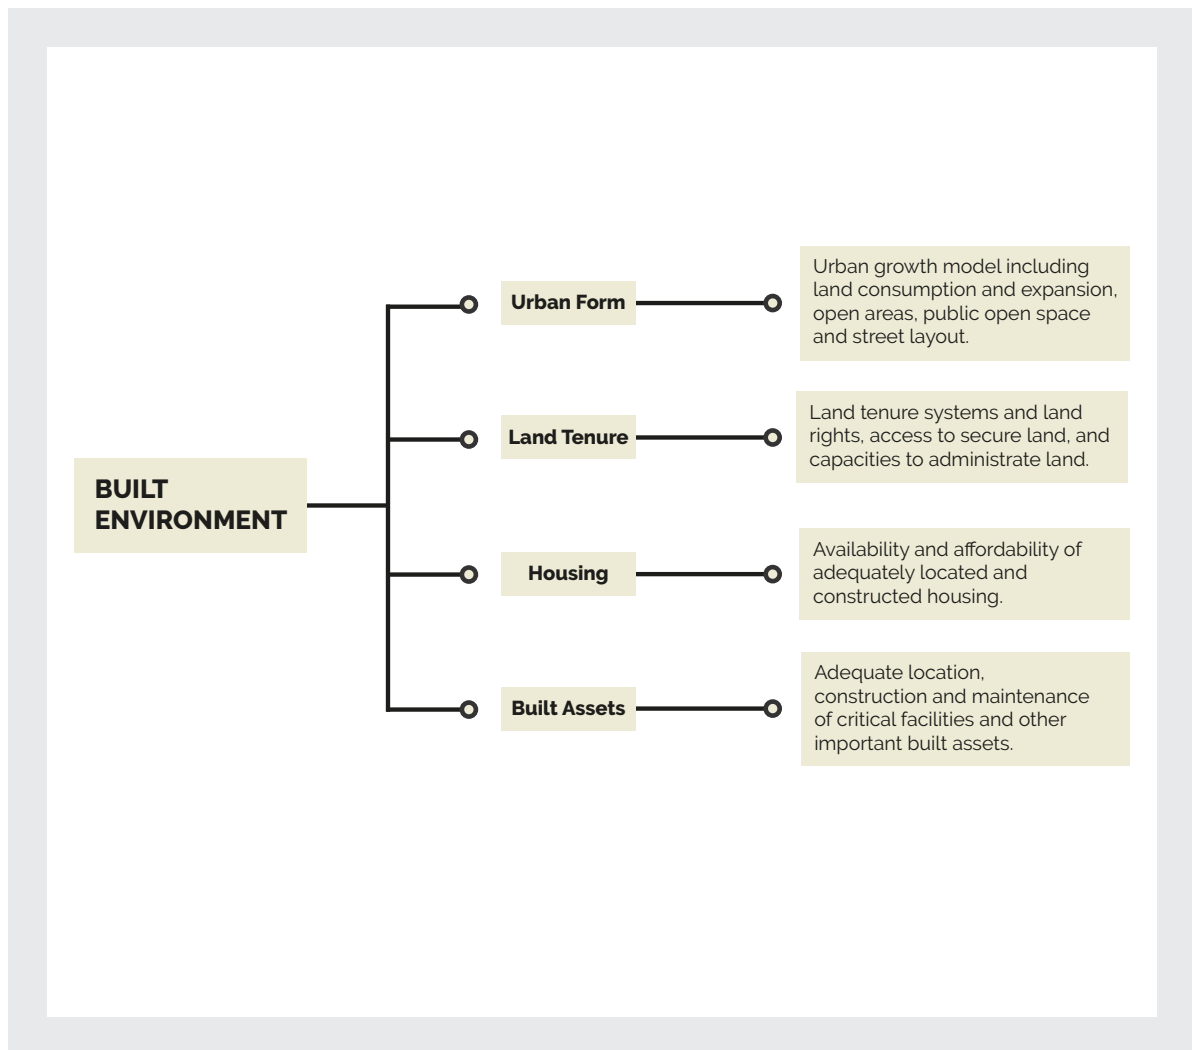 BUILT
ENVIRONMENT
Urban Form
Urban growth model including
land consumption and expansion,
open areas, public open space
and street layout.
Land Tenure
Land tenure systems and land
rights, access to secure land, and
capacities to administrate land.
Housing
Availability and affordability of
adequately located and
constructed housing.
Built Assets
Adequate location,
construction and maintenance
of critical facilities and other
important built assets.